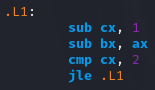 .L1:
sub cx, 1
sub bx, ax
cmp cx, 2
jle .L1